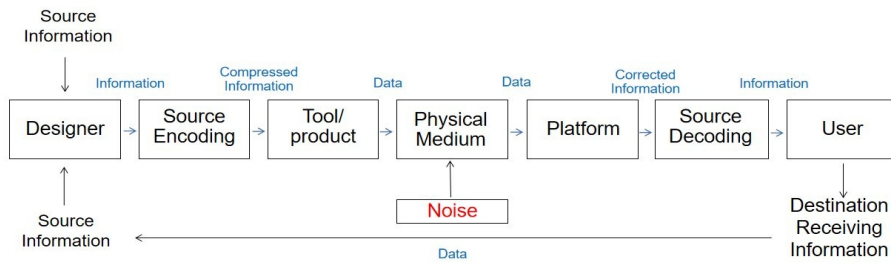 Source
Information
Information
Compressed
Information
Data
Data
Corrected
Information
Information
Designer
Source
Encoding
Tool/
product
Physical
Medium
Platform
Source
Decoding
User
Noise
Source
Information
Destination
Receiving
Information
Data